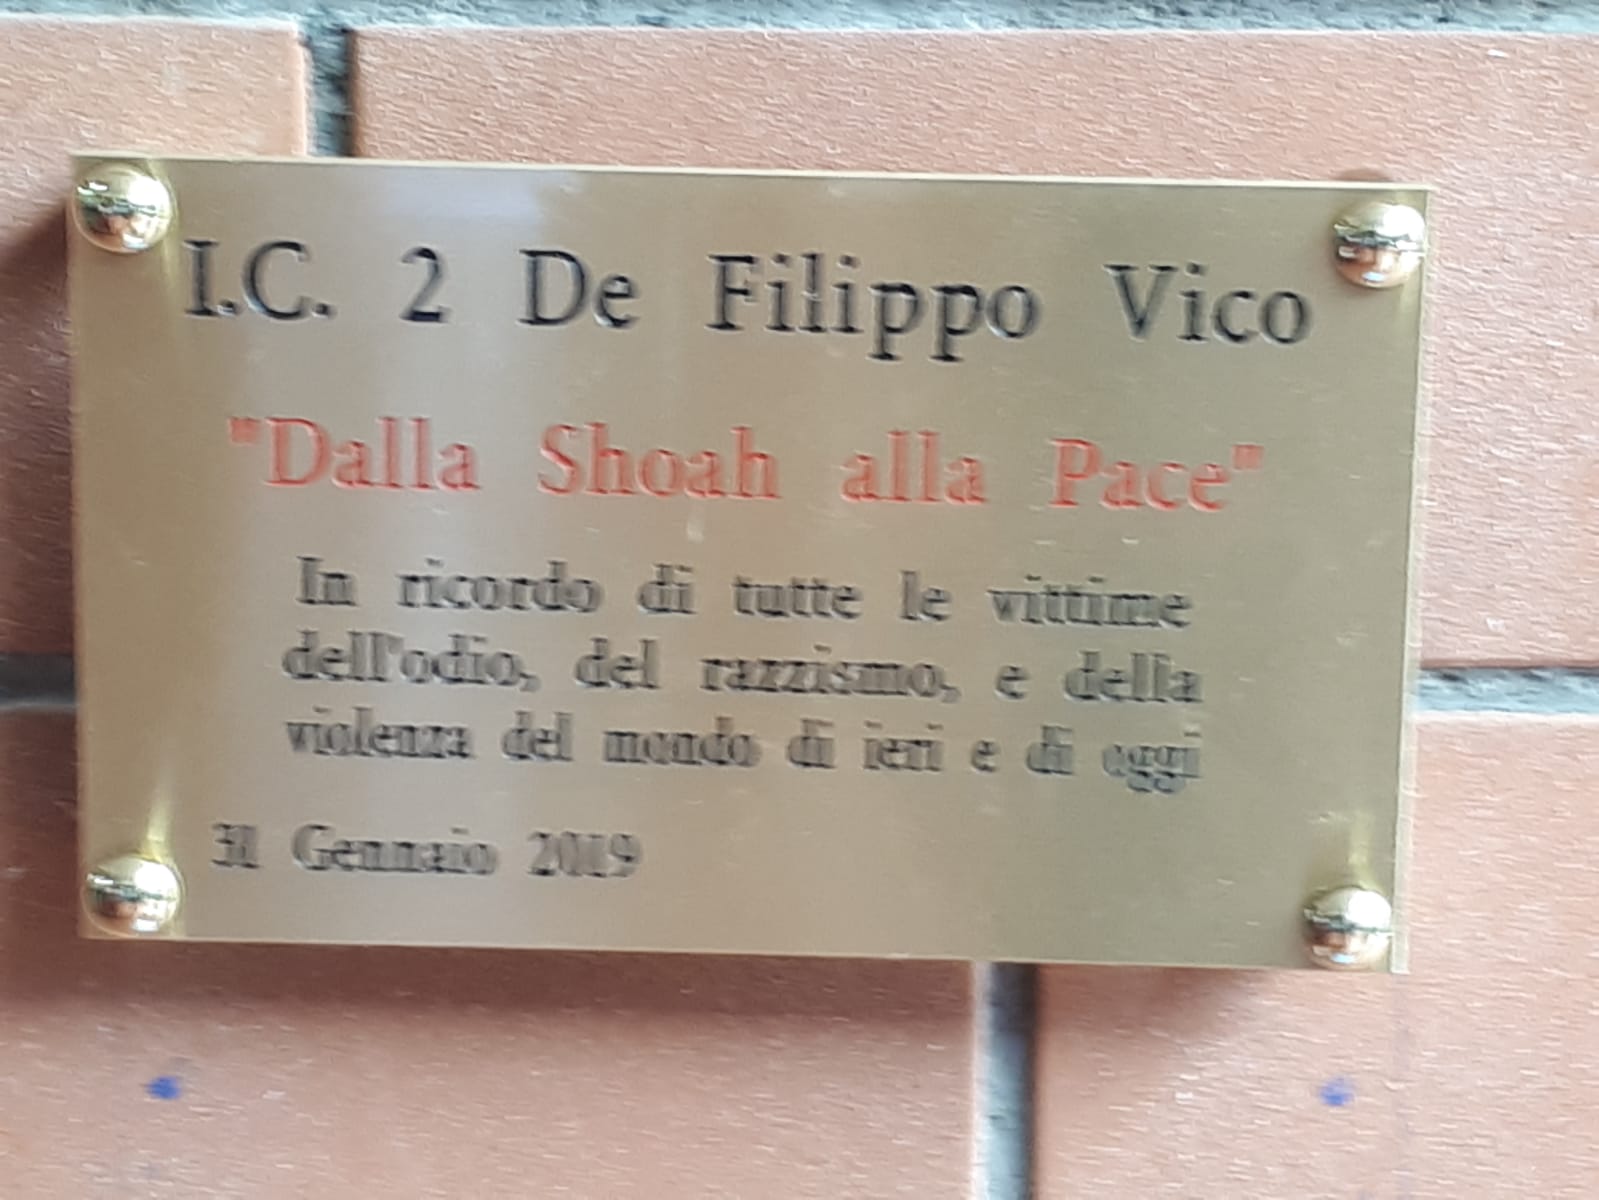 I.C. 2 De Filippo Vico
"Dalla Shoah alla Pace"
In ricordo di tutte le vittime
dell'odio, del razzismo, e della
violenza del mondo di ieri e di oggi
31 Gennaio 2019